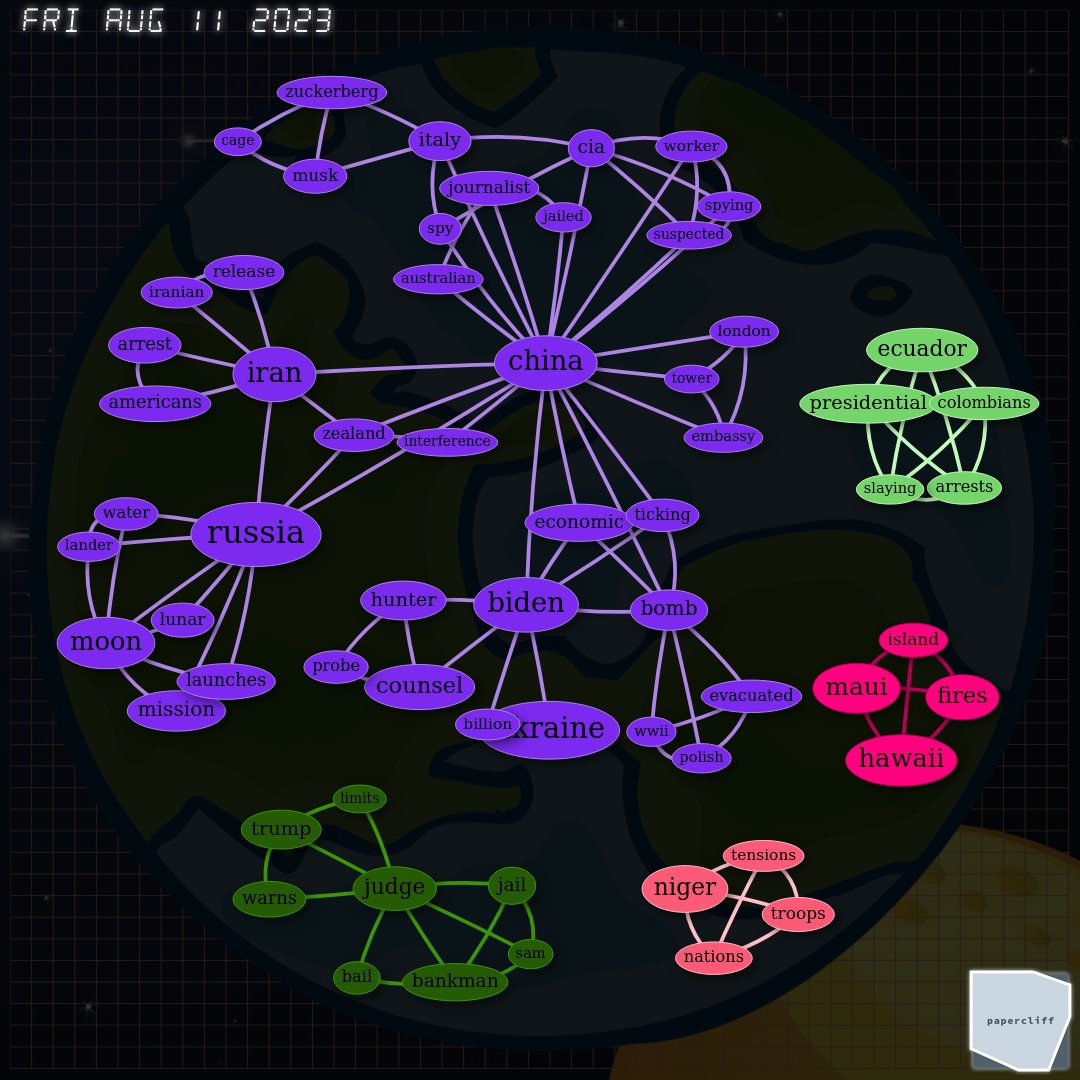 FRI AUG 11 2023
zuckerberg
cage
musk
italy
cia
worker
journalist
jailed
spying
spy
suspected
australian
release
iranian
arrest
iran
americans
china
london
tower
embassy
zealand
interference
ecuador
presidential
colombians
slaying
arrests
water
lander
russia
economic
ticking
moon
lunar
launches
mission
hunter
biden
bomb
probe
counsel
billion
kraine
evacuated
wwii
polish
island
maui
fires
hawaii
limits
trump
judge
warns
jail
sam
bail
bankman
tensions
niger
troops
nations
papercliff